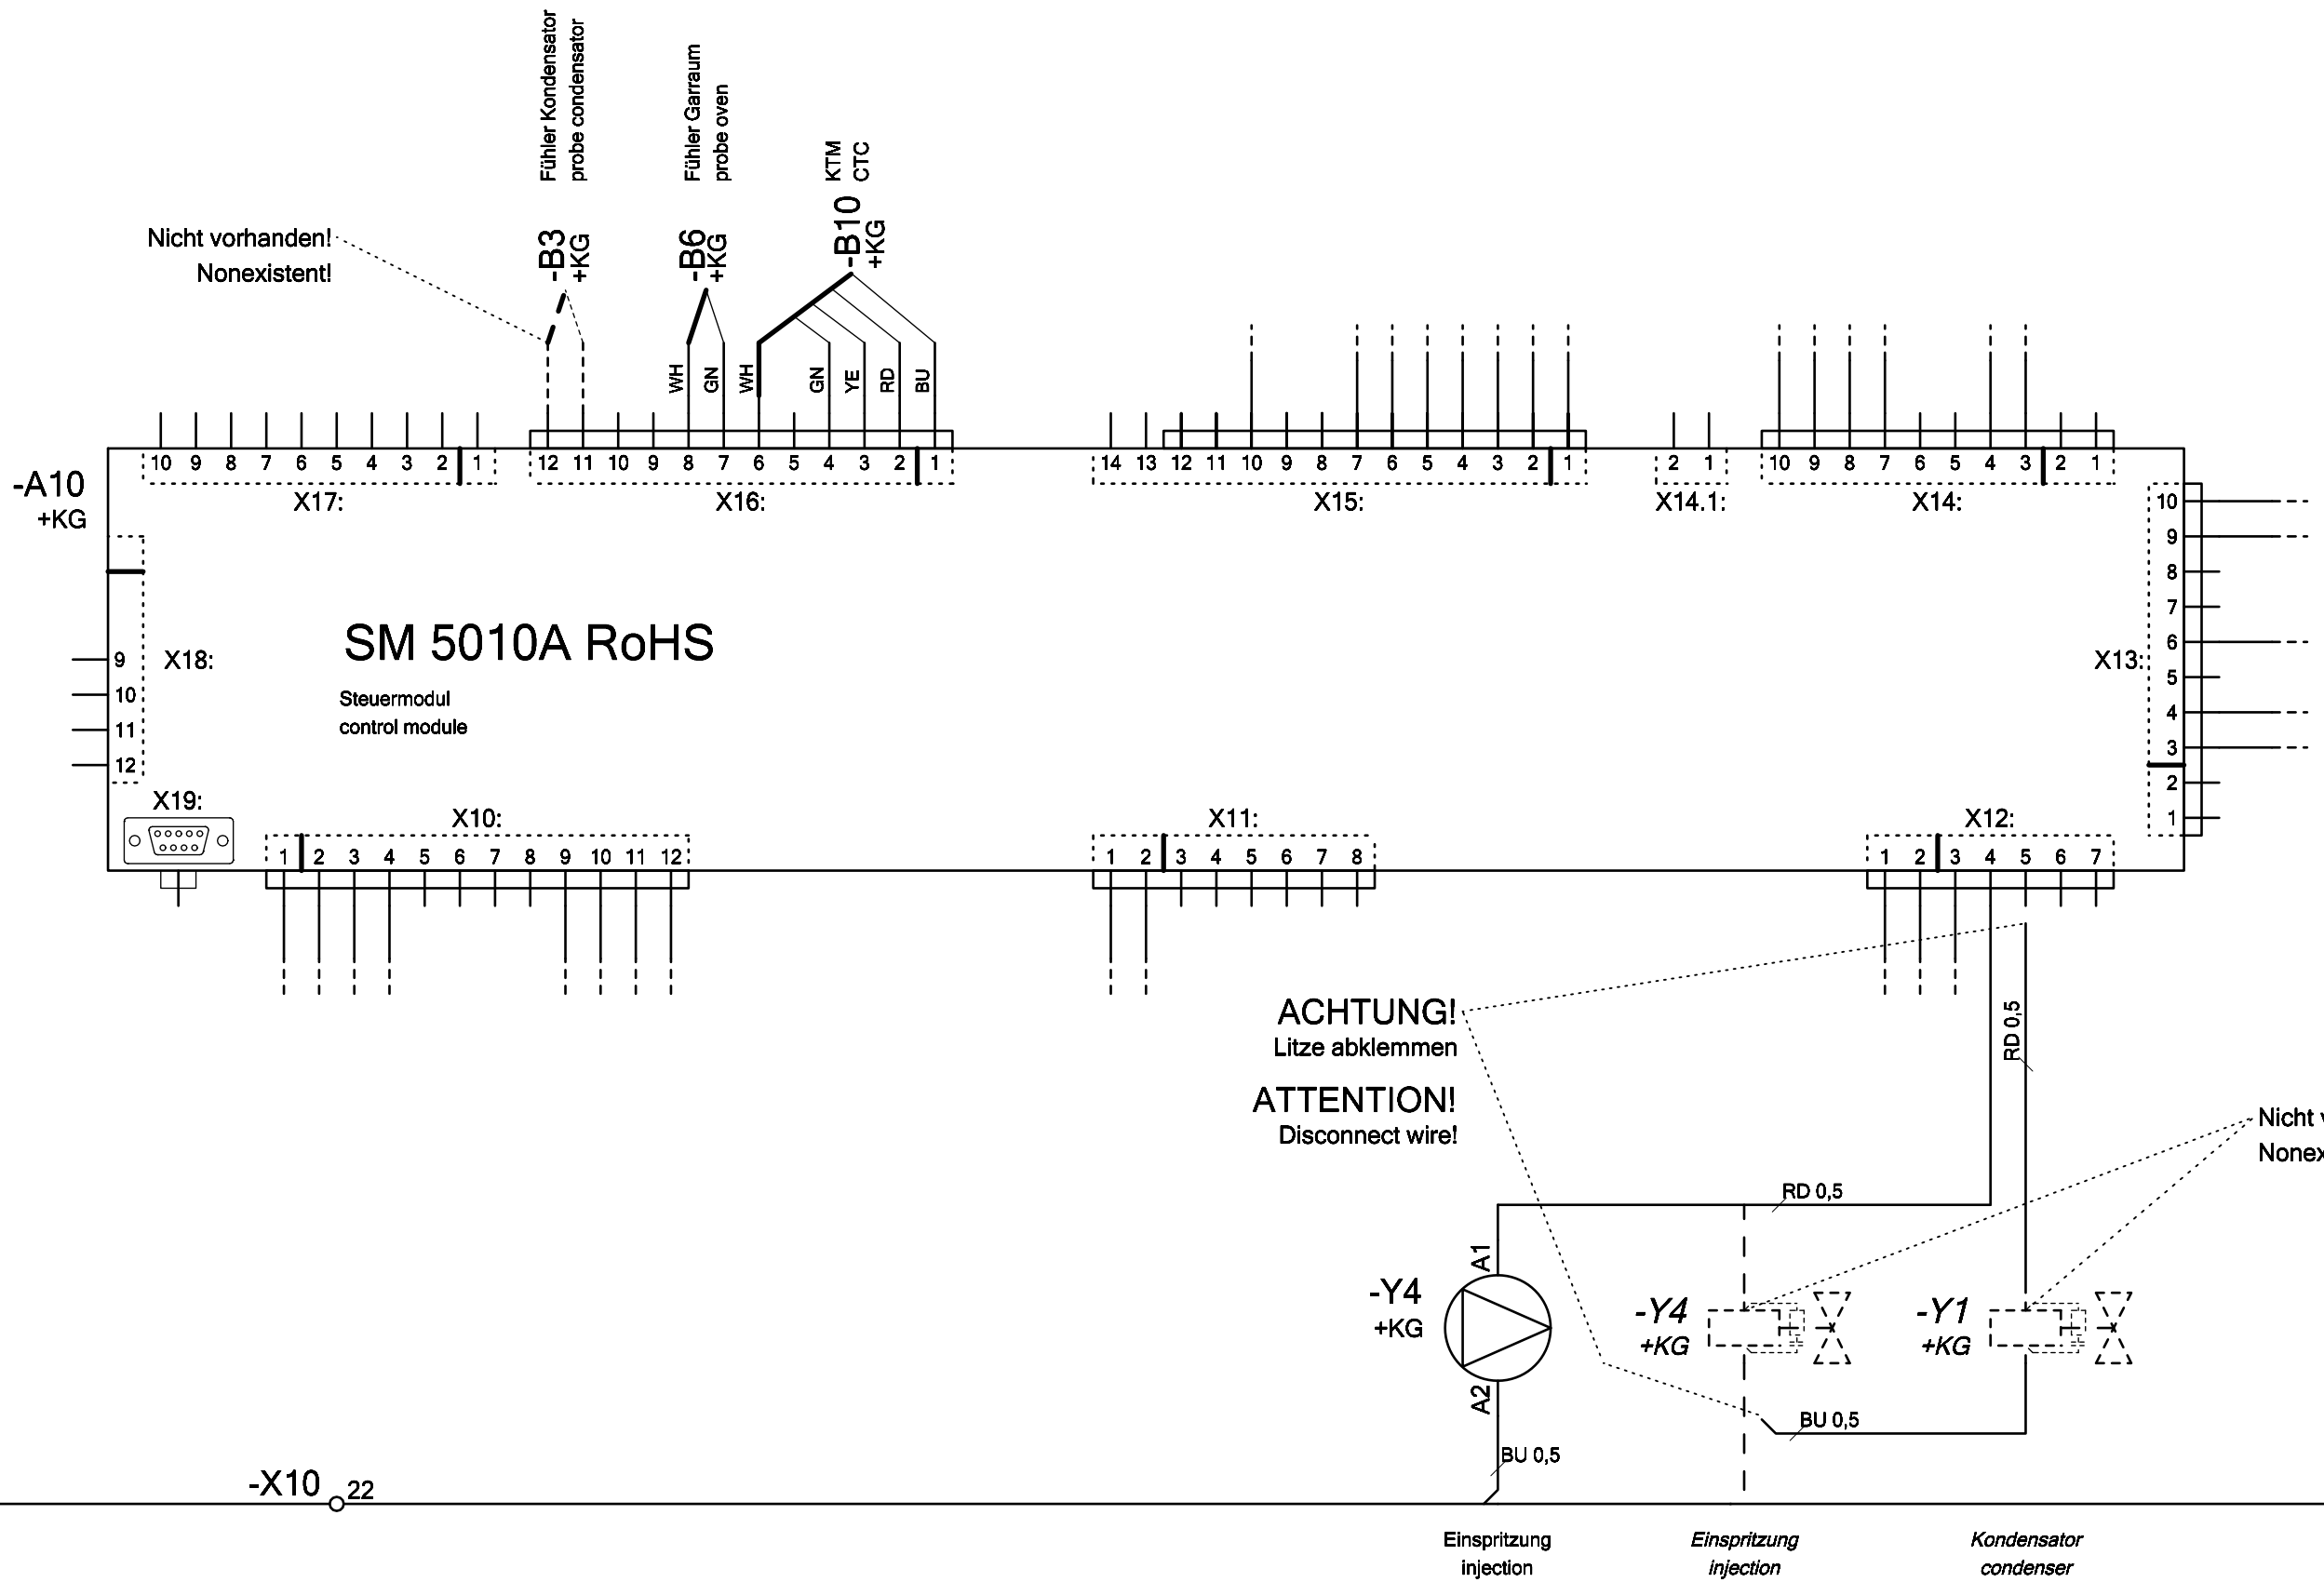 Fühler Kondensator
probe condensator
Fühler Garraum
probe oven
KTM
CTC
Nicht vorhanden!
Nonexistent!
-B3
+KG
-B6
+KG
-B10
+KG
WH
GN
WH
GN
YE
RD
BU
10 9 8 7 6 5 4 3 2 1
X17:
12 11 10 9 8 7 6 5 4 3 2 1
X16:
14 13 12 11 10 9 8 7 6 5 4 3 2 1
X15:
2 1
X14.1:
10 9 8 7 6 5 4 3 2 1
X14:
-A10
+KG
10
9
8
7
6
5
4
3
2
1
X13:
SM 5010A RoHS
Steuermodul
control module
9
10
11
12
X18:
X19:
X10:
1 2 3 4 5 6 7 8 9 10 11 12
X11:
1 2 3 4 5 6 7 8
X12:
1 2 3 4 5 6 7
ACHTUNG!
Litze abklemmen
ATTENTION!
Disconnect wire!
RD 0,5
Nicht
RD 0,5
A1
-Y4
+KG
A2
-Y4
+KG
-Y1
+KG
BU 0,5
BU 0,5
-X10
22
Einspritzung
injection
Einspritzung
injection
Kondensator
condenser